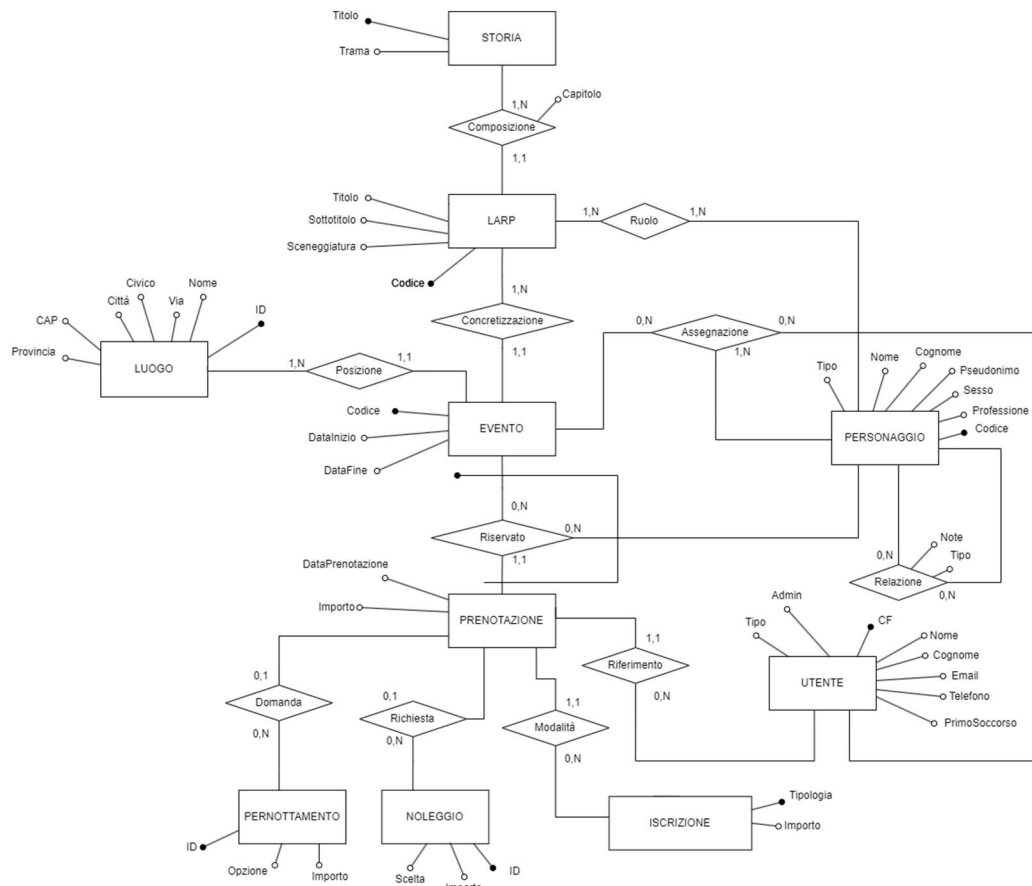 Titolo
STORIA
Trama
1,N
Capitolo
Composizione
1,1
Titolo
LARP
1,N
Ruolo
1,N
Sottotitolo
Sceneggiatura
Codice
1,N
Concretizzazione
1,1
CAP
Città
Civico
Via
Nome
ID
Provincia
LUOGO
1,N
Posizione
1,1
0,N
Assegnazione
0,N
1,N
Codice
DataInizio
DataFine
EVENTO
Tipo
Nome
Cognome
Pseudonimo
Sesso
Professione
Codice
PERSONAGGIO
0,N
Riservato
0,N
1,1
0,N
Note
Tipo
Relazione
0,N
DataPrenotazione
Importo
PRENOTAZIONE
1,1
Riferimento
0,N
Admin
Tipo
CF
Nome
Cognome
Email
Telefono
PrimoSoccorso
UTENTE
0,1
Domanda
0,N
0,1
Richiesta
0,N
1,1
Modalità
0,N
PERNOTTAMENTO
ID
Opzione
Importo
NOLEGGIO
Scelta
Importo
ID
ISCRIZIONE
Tipologia
Importo